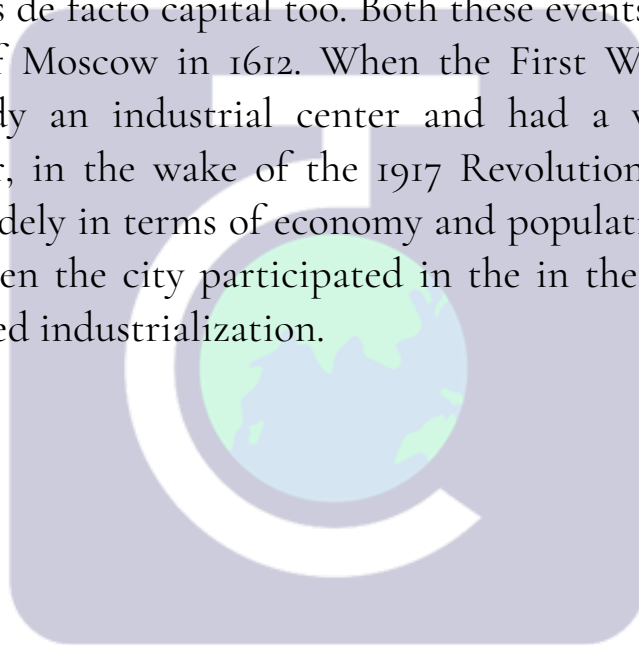 s de facto capital too. Both these events
f Moscow in 1612. When the First W
dy an industrial center and had a v
r, in the wake of the 1917 Revolution
dely in terms of economy and populati
en the city participated in the in the
ed industrialization.